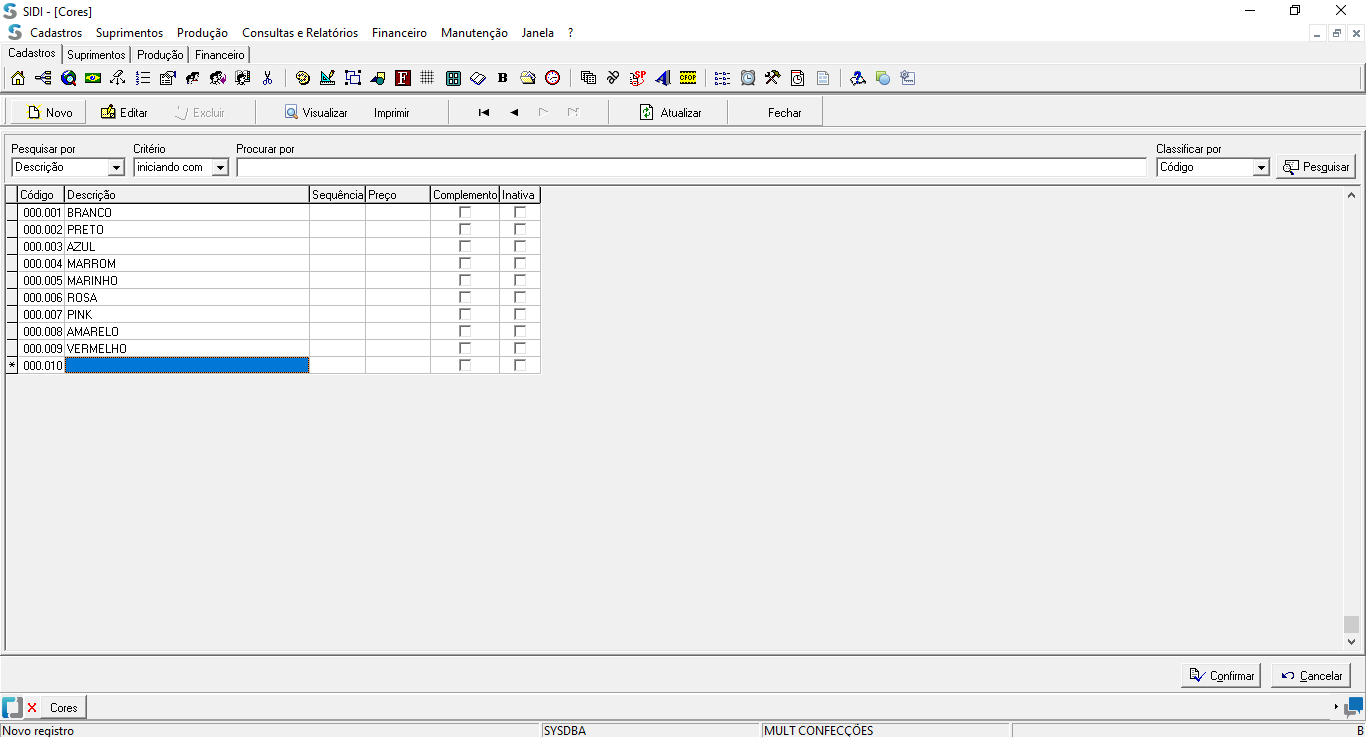 SIDI - [Cores]
Cadastros Suprimentos Produção Consultas e Relatórios Financeiro Manutenção Janela ?
Cadastros Suprimentos Produção Financeiro
F B SP CFOP
Novo Editar Excluir Visualizar Imprimir Atualizar Fechar
Pesquisar por Critério Procurar por Classificar por
Descrição iniciando com Código Pesquisar
Código Descrição Sequência Preço Complemento Inativa
000.001 BRANCO
000.002 PRETO
000.003 AZUL
000.004 MARROM
000.005 MARINHO
000.006 ROSA
000.007 PINK
000.008 AMARELO
000.009 VERMELHO
* 000.010
Confirmar Cancelar
Cores
Novo registro SYSDBA MULT CONFECÇÕES B